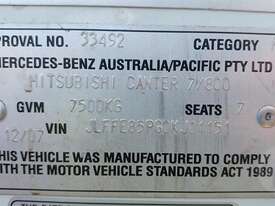 PROVAL NO. 33492 CATEGORY
MERCEDES-BENZ AUSTRALIA/PACIFIC PTY LTD
MITSUBISHI CANTER 7/800
GVM 7500KG SEATS 7
12/07 VIN
THIS VEHICLE WAS MANUFACTURED TO COMPLY
WITH THE MOTOR VEHICLE STANDARDS ACT 1989